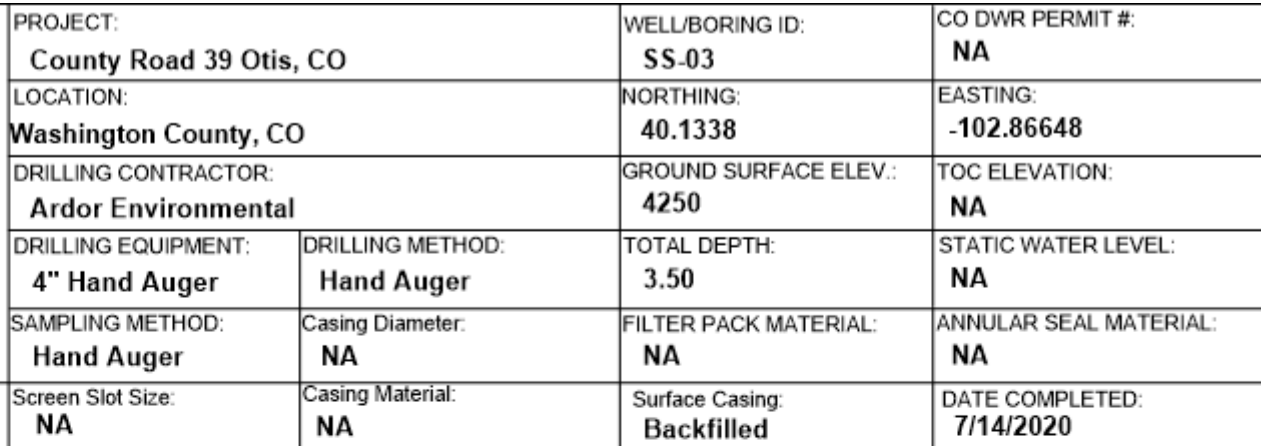 PROJECT:
County Road 39 Otis, CO
WELL/BORING ID:
SS-03
CO DWR PERMIT #:
NA
LOCATION:
Washington County, CO
NORTHING:
40.1338
EASTING:
-102.86648
DRILLING CONTRACTOR:
Ardor Environmental
GROUND SURFACE ELEV.:
4250
TOC ELEVATION:
NA
DRILLING EQUIPMENT:
4" Hand Auger
DRILLING METHOD:
Hand Auger
TOTAL DEPTH:
3.50
STATIC WATER LEVEL:
NA
SAMPLING METHOD:
Hand Auger
Casing Diameter:
NA
FILTER PACK MATERIAL:
NA
ANNULAR SEAL MATERIAL:
NA
Screen Slot Size:
NA
Casing Material:
NA
Surface Casing:
Backfilled
DATE COMPLETED:
7/14/2020